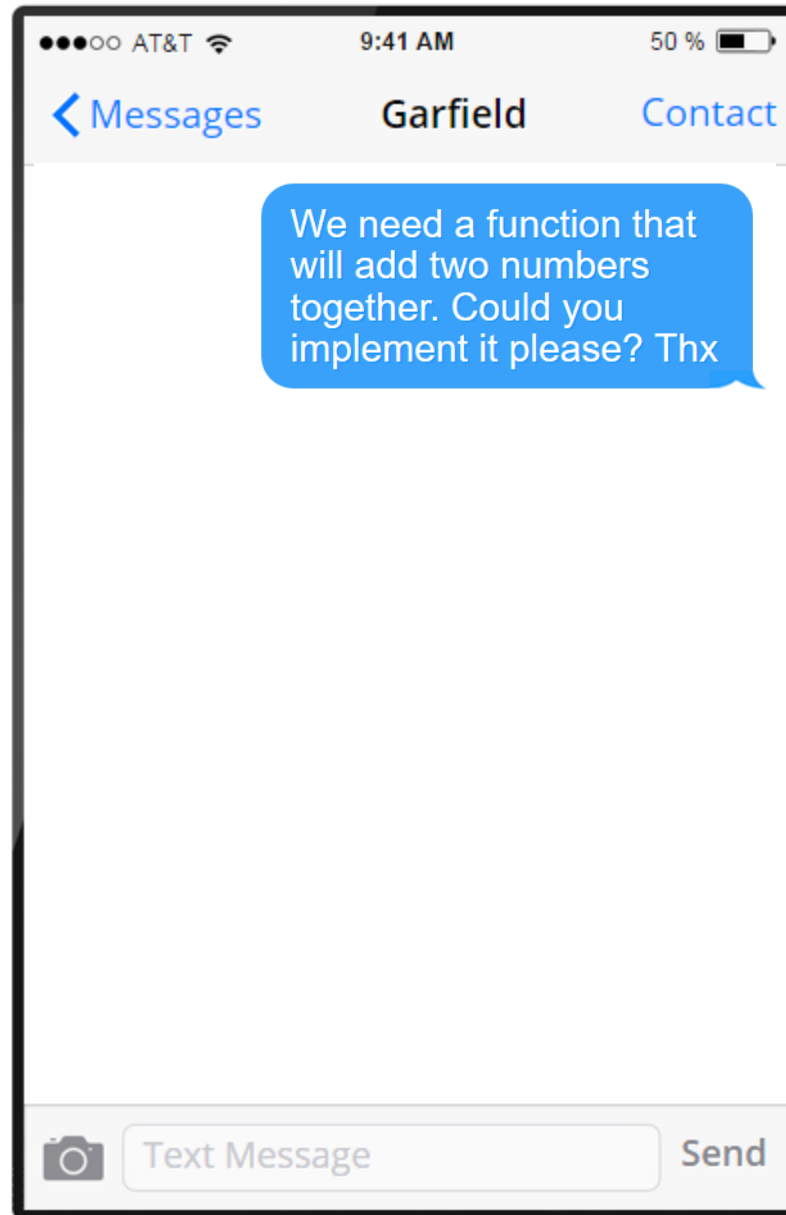 AT&T 9:41 AM 50 %
Messages Garfield Contact
We need a function that
will add two numbers
together. Could you
implement it please? Thx
Text Message Send